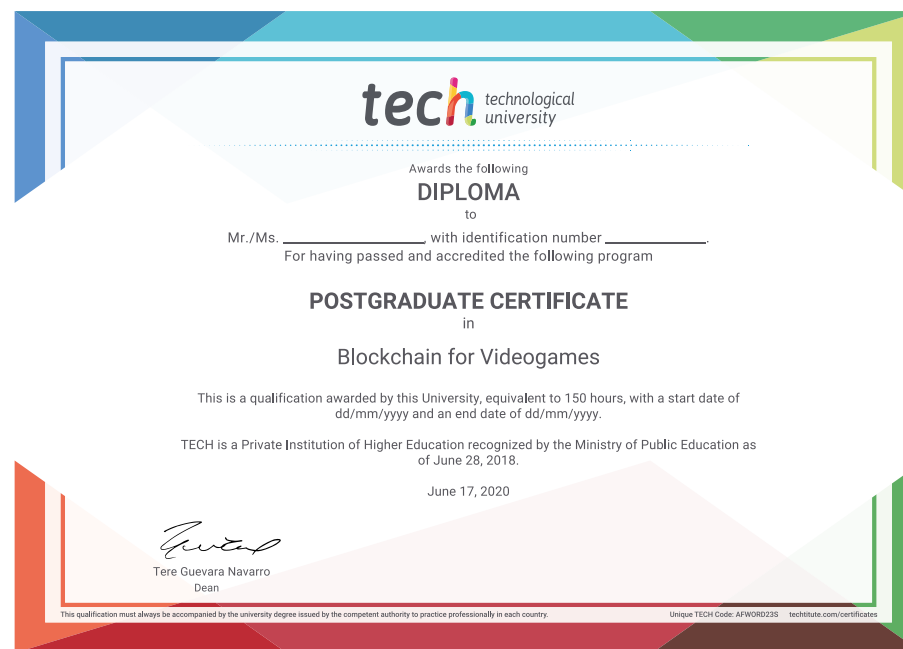 tech technological
university
Awards the following
DIPLOMA
to
Mr./Ms. ____________________, with identification number ______________.
For having passed and accredited the following program
POSTGRADUATE CERTIFICATE
in
Blockchain for Videogames
This is a qualification awarded by this University, equivalent to 150 hours, with a start date of
dd/mm/yyyy and an end date of dd/mm/yyyy.
TECH is a Private Institution of Higher Education recognized by the Ministry of Public Education as
of June 28, 2018.
June 17, 2020
Tere Guevara Navarro
Dean
This qualification must always be accompanied by the university degree issued by the competent authority to practice professionally in each country. Unique TECH Code: AFWORD23S techtitute.com/certificates